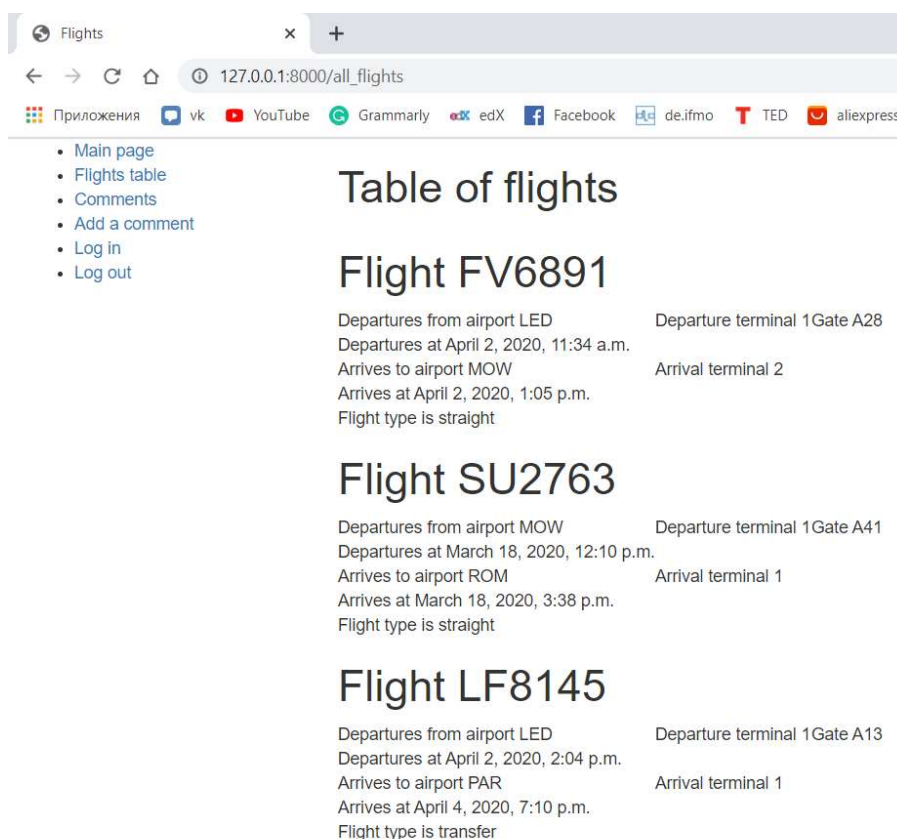 Flights
127.0.0.1:8000/all_flights
Приложения vk YouTube Grammarly edX edX Facebook de.ifmo TED aliexpress
Main page
Flights table
Comments
Add a comment
Log in
Log out
Table of flights
Flight FV6891
Departures from airport LED Departure terminal 1Gate A28
Departures at April 2, 2020, 11:34 a.m.
Arrives to airport MOW Arrival terminal 2
Arrives at April 2, 2020, 1:05 p.m.
Flight type is straight
Flight SU2763
Departures from airport MOW Departure terminal 1Gate A41
Departures at March 18, 2020, 12:10 p.m.
Arrives to airport ROM Arrival terminal 1
Arrives at March 18, 2020, 3:38 p.m.
Flight type is straight
Flight LF8145
Departures from airport LED Departure terminal 1Gate A13
Departures at April 2, 2020, 2:04 p.m.
Arrives to airport PAR Arrival terminal 1
Arrives at April 4, 2020, 7:10 p.m.
Flight type is transfer